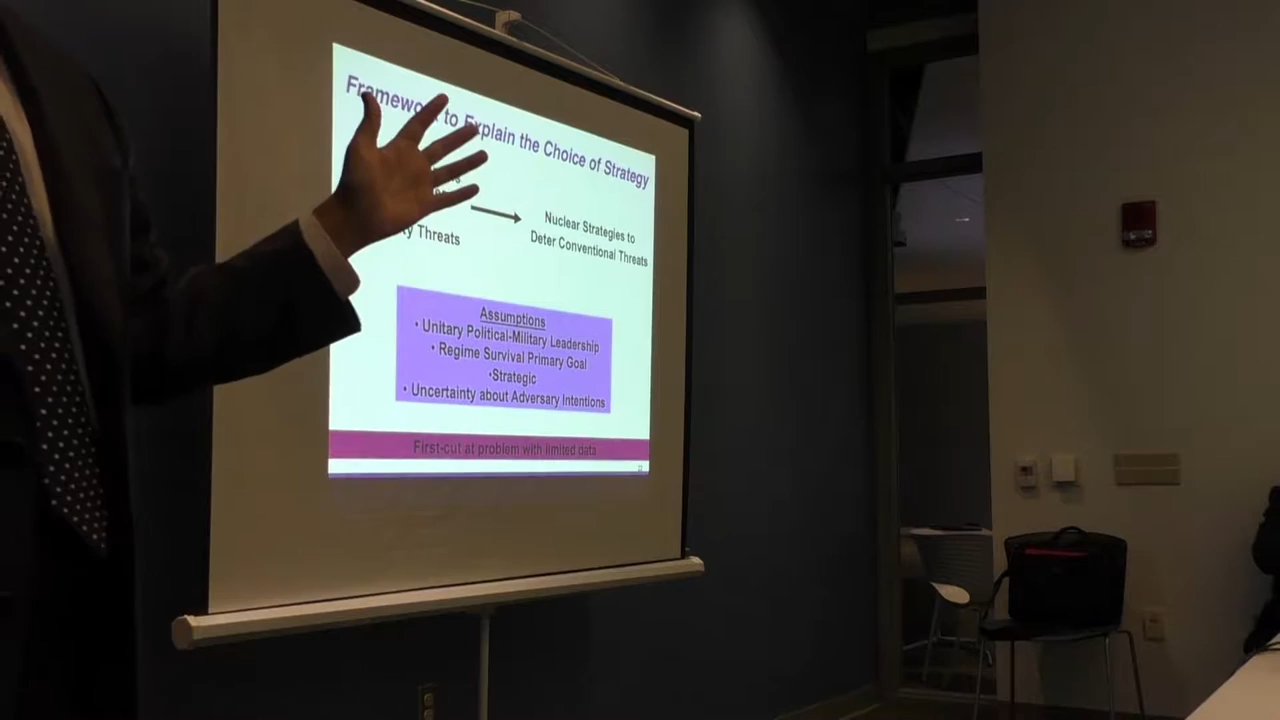 Framework to Explain the Choice of Strategy
Threats
Nuclear Strategies to
Deter Conventional Threats
Assumptions
• Unitary Political-Military Leadership
• Regime Survival Primary Goal
•Strategic
• Uncertainty about Adversary Intentions
First-cut at problem with limited data